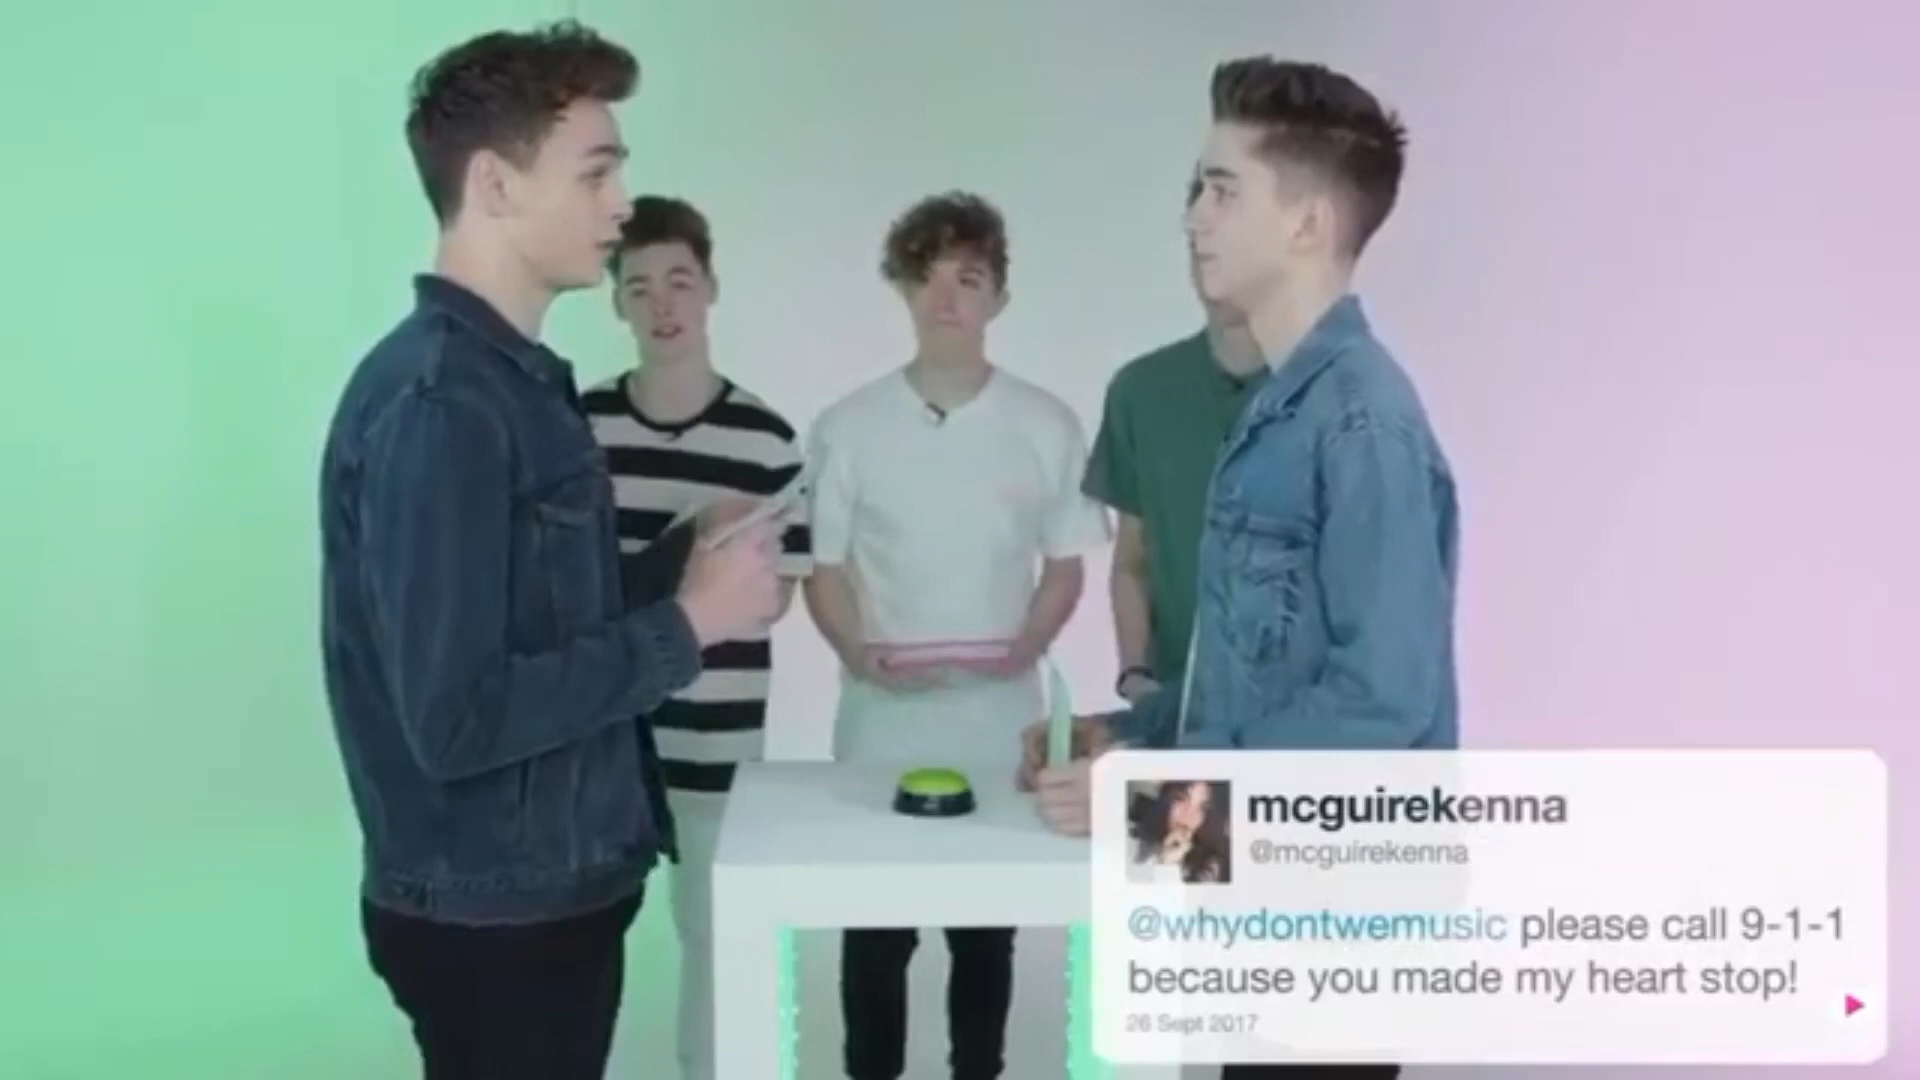 mcguirekenna
@mcguirekenna
@whydontwemusic please call 9-1-1
because you made my heart stop!
26 Sept 2017